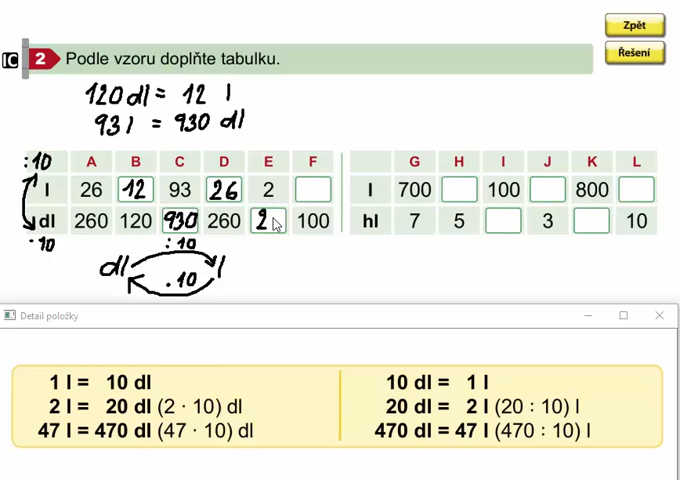 Zpět
Řešení
2 Podle vzoru doplňte tabulku.
120 dl = 12 l
93 l = 930 dl
:10 A B C D E F G H I J K L
l 26 12 93 26 2 l 700 100 800
dl 260 120 930 260 2 100 hl 7 5 3 10
·10
:10
dl l
.10
Detail položky
1 l = 10 dl
2 l = 20 dl (2 · 10) dl
47 l = 470 dl (47 · 10) dl
10 dl = 1 l
20 dl = 2 l (20 : 10) l
470 dl = 47 l (470 : 10) l